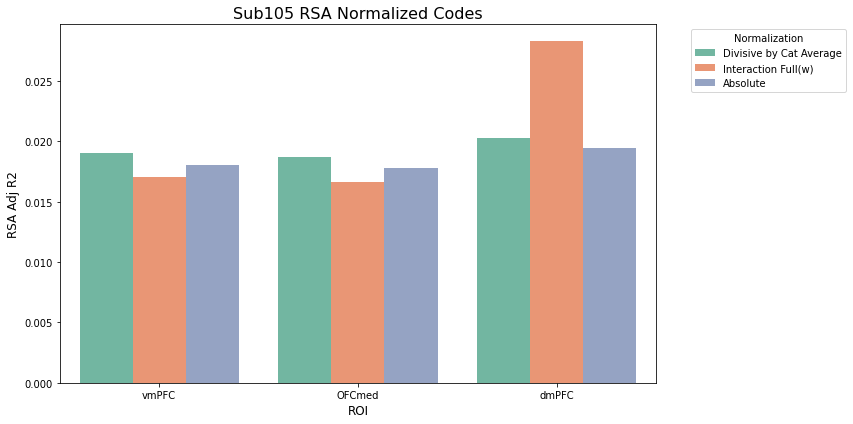 Sub105 RSA Normalized Codes
Normalization
Divisive by Cat Average
Interaction Full(w)
Absolute
RSA Adj R2
0.025
0.020
0.015
0.010
0.005
0.000
vmPFC OFCmed dmPFC
ROI